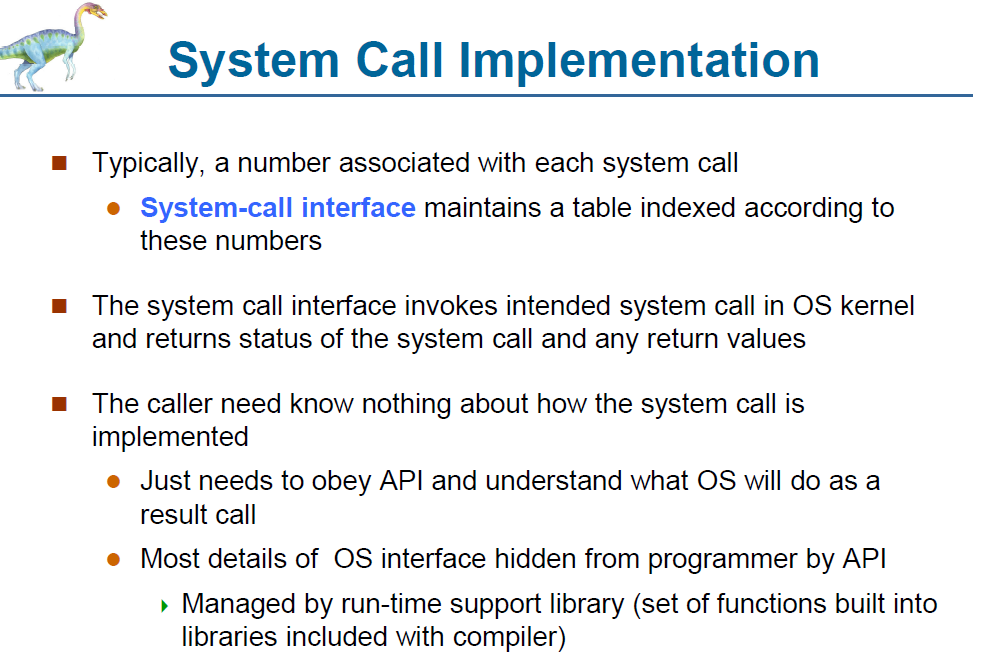 System Call Implementation
Typically, a number associated with each system call
System-call interface maintains a table indexed according to
these numbers
The system call interface invokes intended system call in OS kernel
and returns status of the system call and any return values
The caller need know nothing about how the system call is
implemented
Just needs to obey API and understand what OS will do as a
result call
Most details of  OS interface hidden from programmer by API
Managed by run-time support library (set of functions built into
libraries included with compiler)